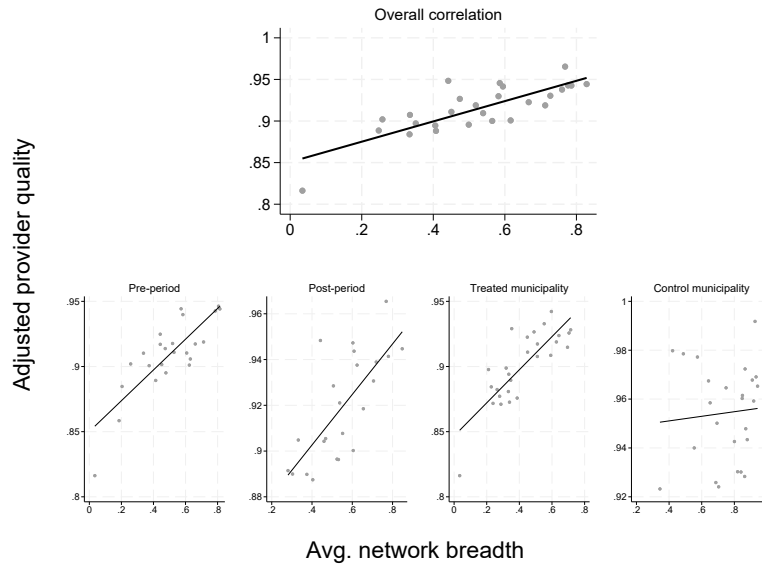 Overall correlation
1
.95
.9
.85
.8
0 .2 .4 .6 .8
Adjusted provider quality
Pre-period
.95
.9
.85
.8
0 .2 .4 .6 .8
Post-period
.96
.94
.92
.9
.88
.2 .4 .6 .8
Treated municipality
.95
.9
.85
.8
0 .2 .4 .6 .8
Control municipality
1
.98
.96
.94
.92
.2 .4 .6 .8
Avg. network breadth